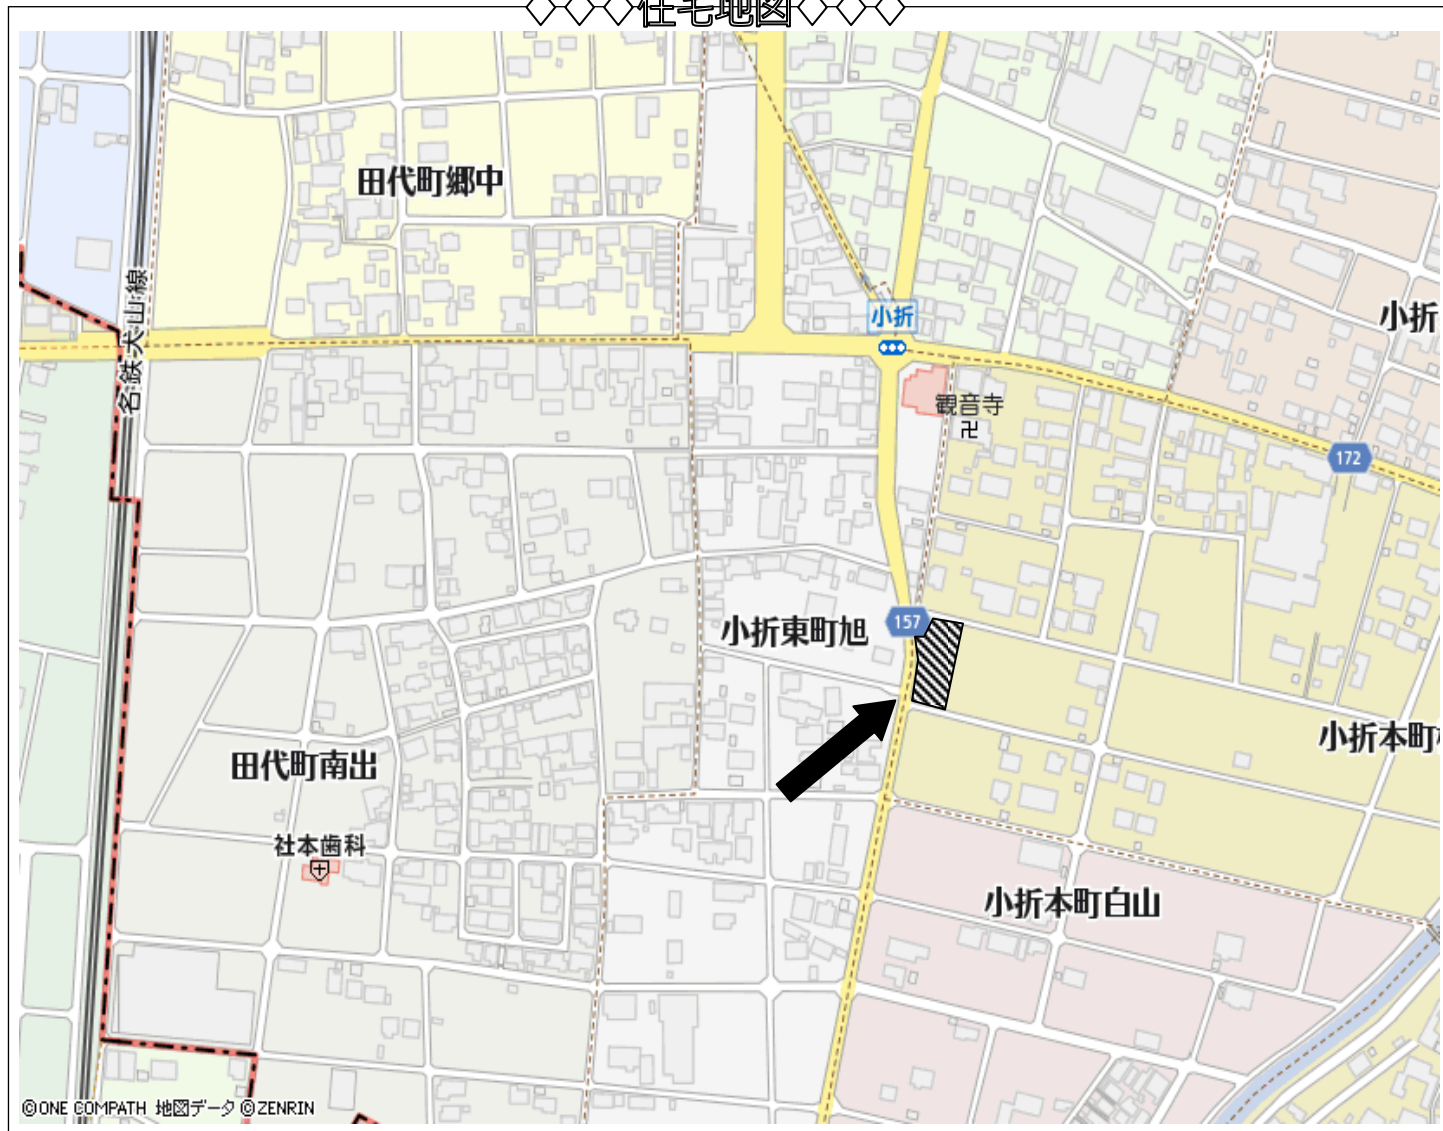 ◇◇◇住宅地図◇◇◇
田代町郷中
名鉄犬山線
小折
小折
観音寺
172
小折東町旭
157
小折本町
田代町南出
社本歯科
小折本町白山
©ONE COMPATH 地図データ ©ZENRIN